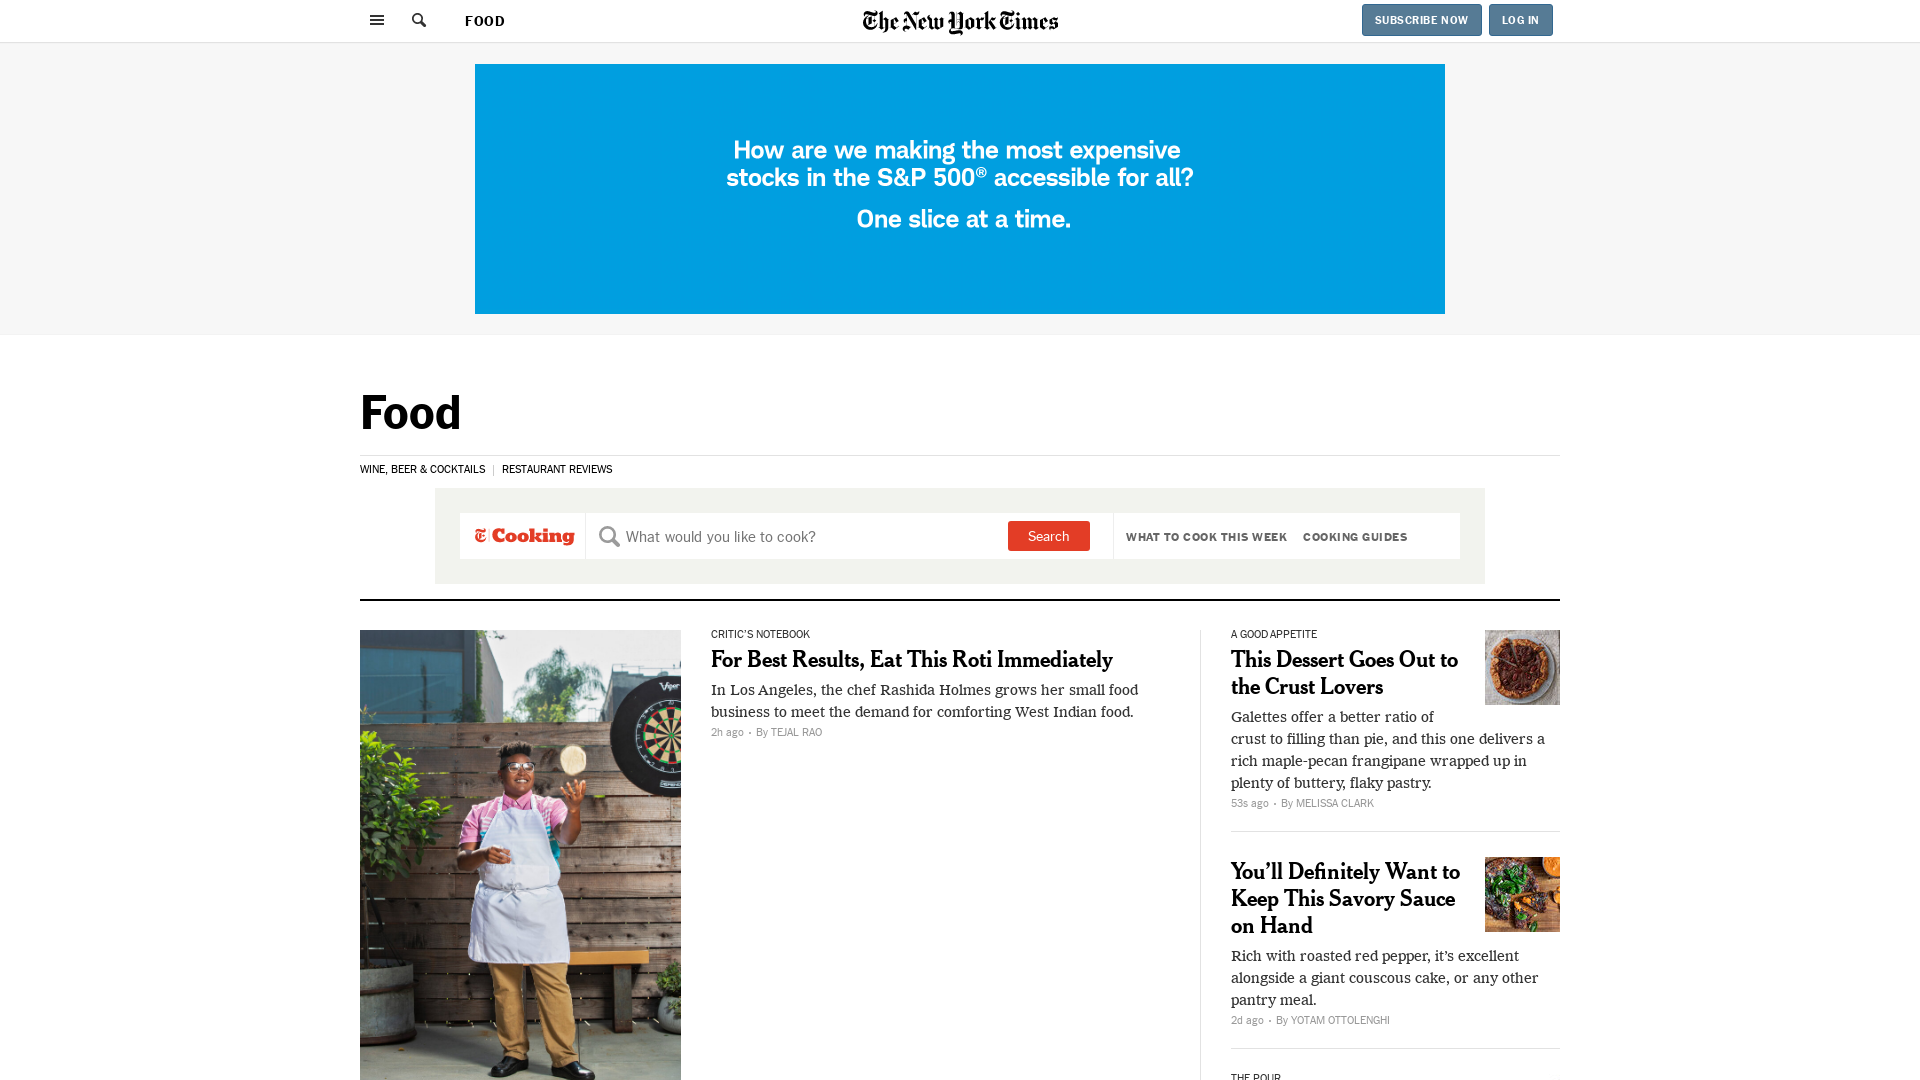 FOOD
The New York Times
SUBSCRIBE NOW
LOG IN
How are we making the most expensive
stocks in the S&P 500® accessible for all?
One slice at a time.
Food
WINE, BEER & COCKTAILS
RESTAURANT REVIEWS
Cooking
What would you like to cook?
Search
WHAT TO COOK THIS WEEK
COOKING GUIDES
CRITIC'S NOTEBOOK
For Best Results, Eat This Roti Immediately
In Los Angeles, the chef Rashida Holmes grows her small food
business to meet the demand for comforting West Indian food.
2h ago • By TEJAL RAO
Viper
A GOOD APPETITE
This Dessert Goes Out to
the Crust Lovers
Galettes offer a better ratio of
crust to filling than pie, and this one delivers a
rich maple-pecan frangipane wrapped up in
plenty of buttery, flaky pastry.
53s ago • By MELISSA CLARK
You’ll Definitely Want to
Keep This Savory Sauce
on Hand
Rich with roasted red pepper, it’s excellent
alongside a giant couscous cake, or any other
pantry meal.
2d ago • By YOTAM OTTOLENGHI
THE POUR